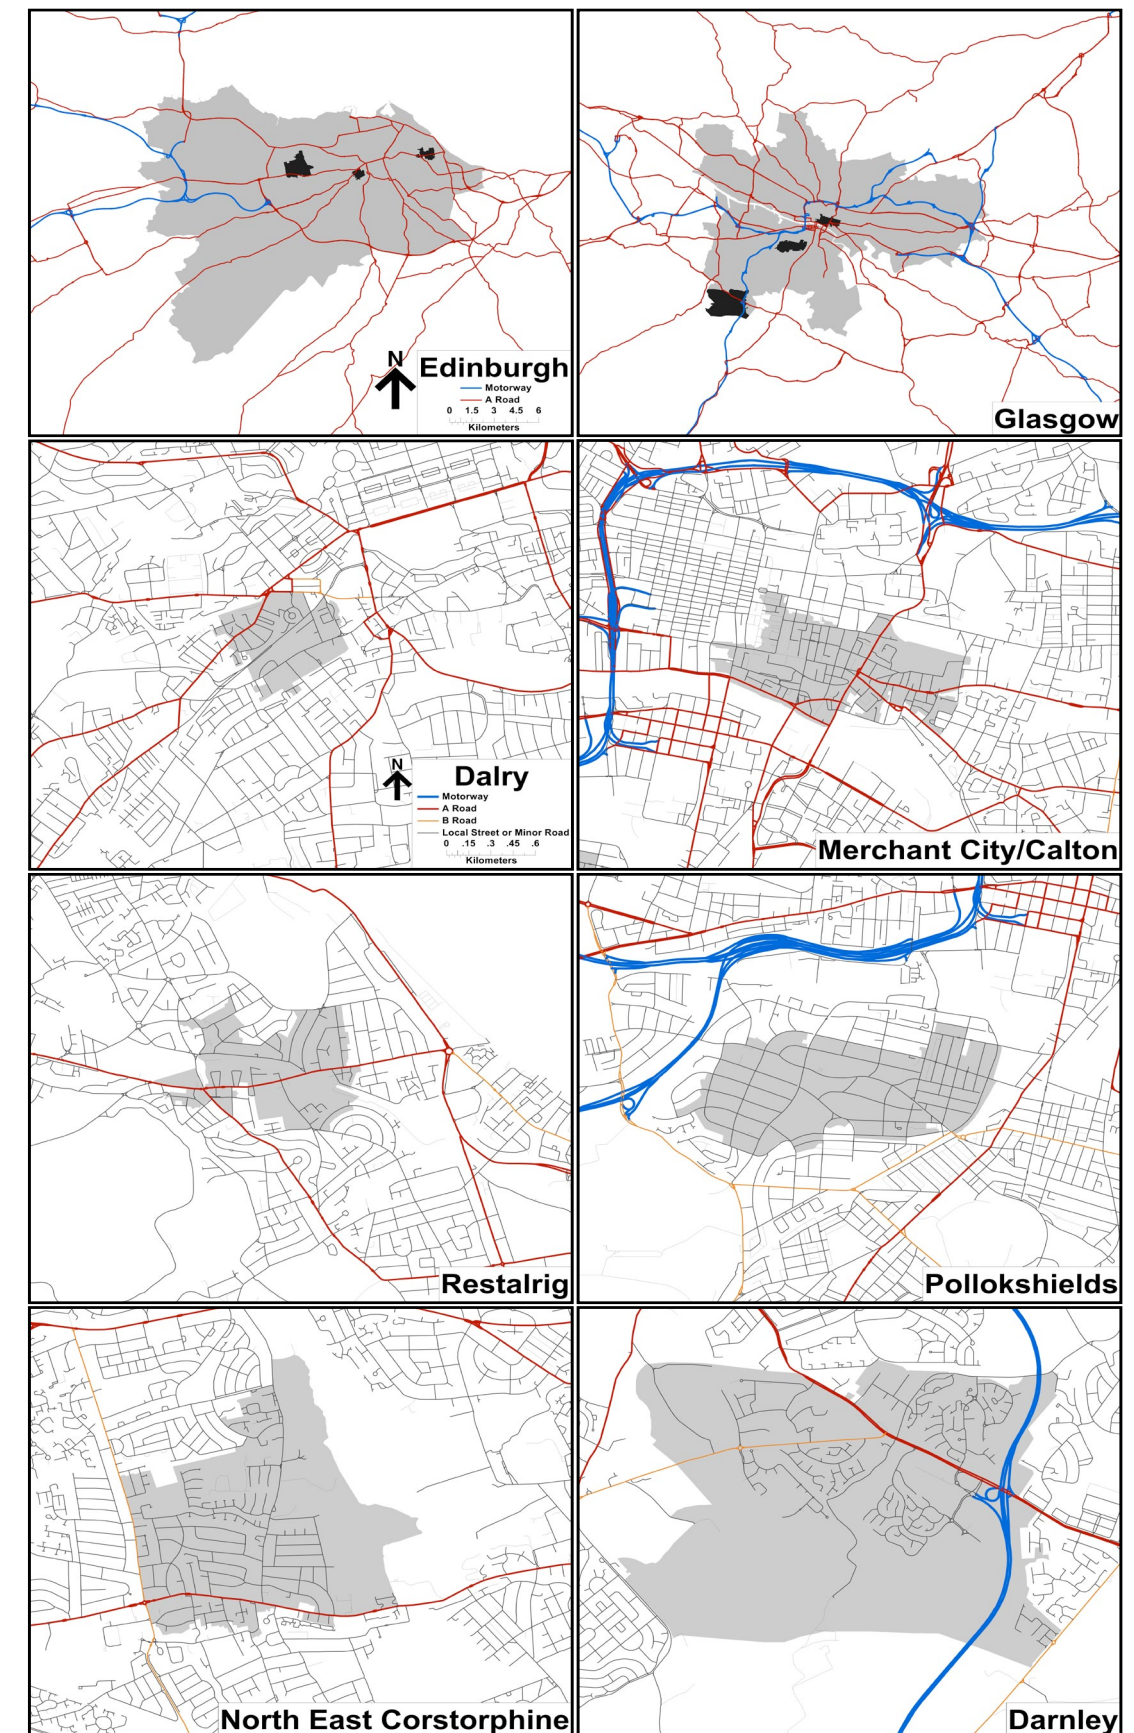 N
Edinburgh
Motorway
A Road
0 1.5 3 4.5 6
Kilometers
Glasgow
N
Dalry
Motorway
A Road
B Road
Local Street or Minor Road
0 .15 .3 .45 .6
Kilometers
Merchant City/Calton
Restalrig
Pollokshields
North East Corstorphine
Darnley